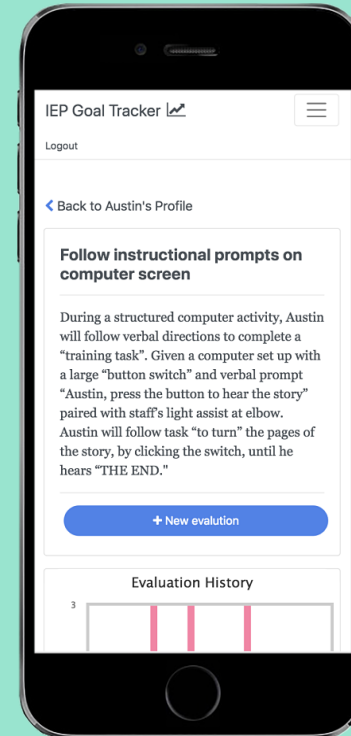 IEP Goal Tracker
Logout
Back to Austin's Profile
Follow instructional prompts on
computer screen
During a structured computer activity, Austin
will follow verbal directions to complete a
“training task”. Given a computer set up with
a large “button switch” and verbal prompt
“Austin, press the button to hear the story”
paired with staff’s light assist at elbow.
Austin will follow task “to turn” the pages of
the story, by clicking the switch, until he
hears “THE END."
+ New evalution
Evaluation History
3